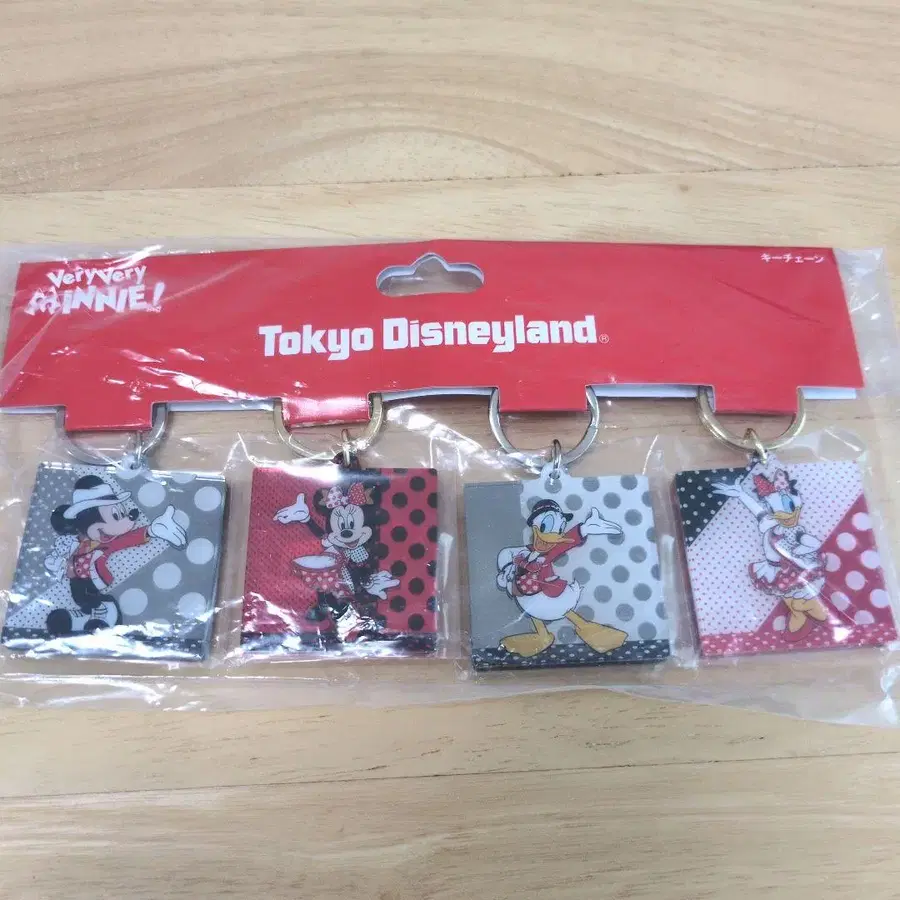 Very Very
MINNIE!
キーチェーン
Tokyo Disneyland®